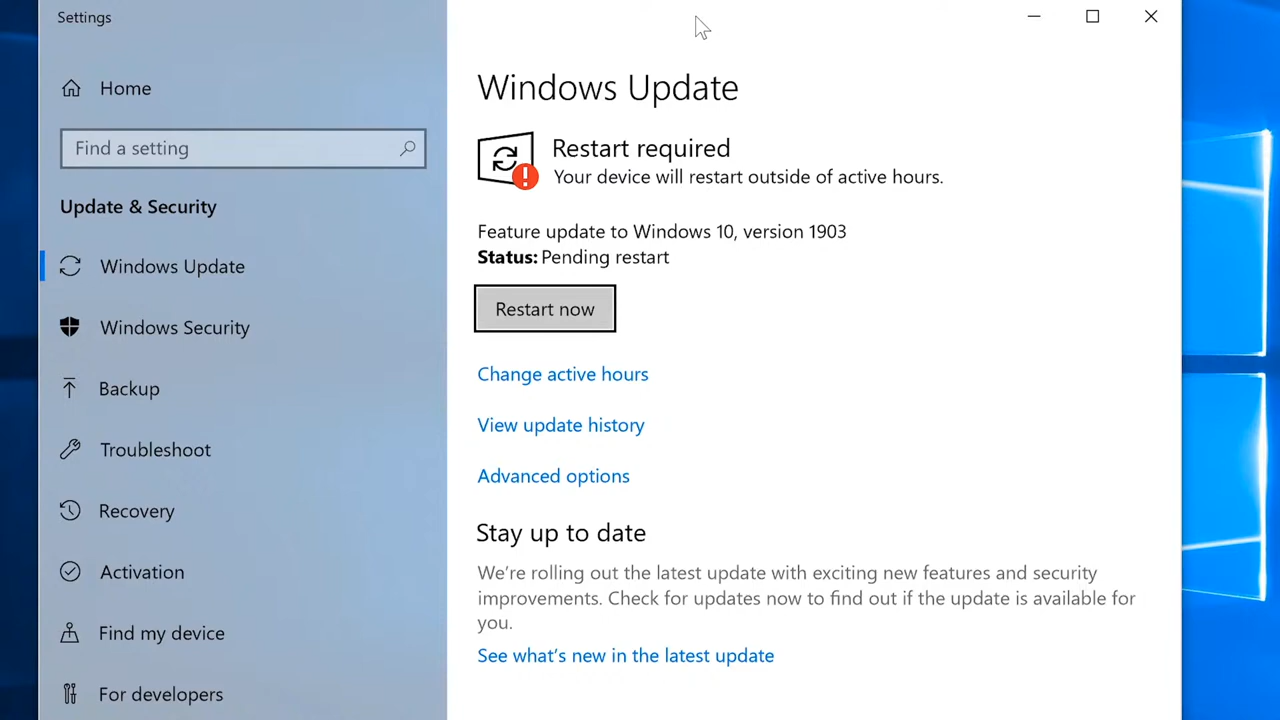 Settings
Home
Find a setting
Update & Security
Windows Update
Windows Security
Backup
Troubleshoot
Recovery
Activation
Find my device
For developers
Windows Update
Restart required
Your device will restart outside of active hours.
Feature update to Windows 10, version 1903
Status: Pending restart
Restart now
Change active hours
View update history
Advanced options
Stay up to date
We're rolling out the latest update with exciting new features and security
improvements. Check for updates now to find out if the update is available for
you.
See what's new in the latest update